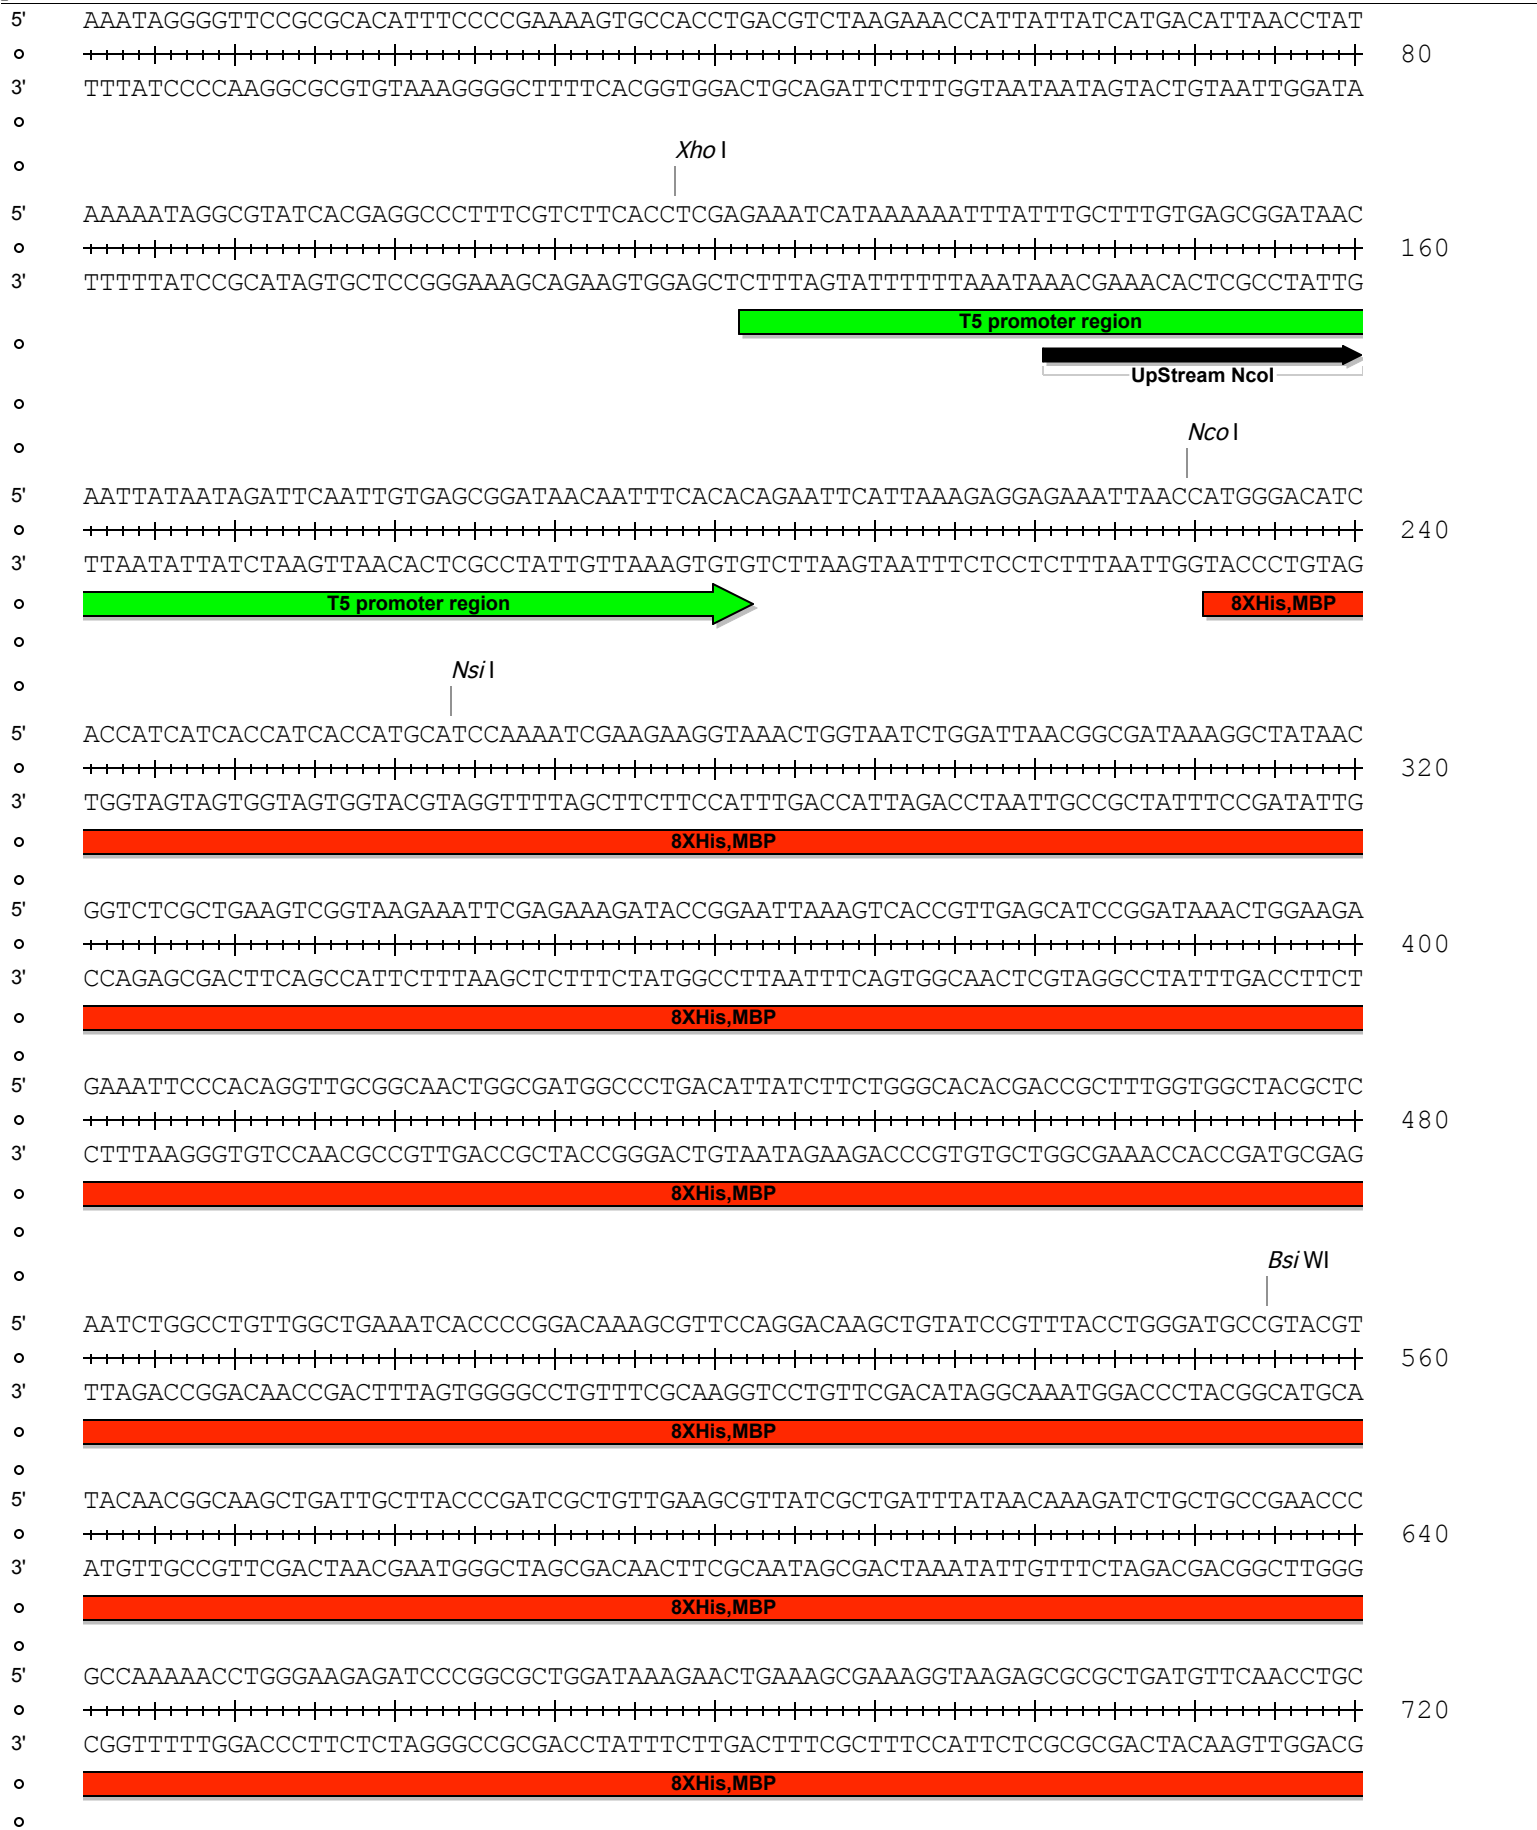 5' AAATAGGGGTTCCGCGCACATTTCCCCGAAAAGTGCCACCTGACGTCTAAGAAACCATTATTATCATGACATTAACCTAT
80
3' TTTATCCCCAAGGCGCGTGTAAAGGGGCTTTTCACGGTGGACTGCAGATTCTTTGGTAATAATAGTACTGTAATTGGATA
Xho I
5' AAAAATAGGCGTATCACGAGGCCCTTTCGTCTTCACCTCGAGAAATCATAAAAAATTTATTTGCTTTGTGAGCGGATAAC
160
3' TTTTTATCCGCATAGTGCTCCGGGAAAGCAGAAGTGGAGCTCTTTAGTATTTTTTAAATAAACGAAACACTCGCCTATTG
T5 promoter region
UpStream NcoI
Nco I
5' AATTATAATAGATTCAATTGTGAGCGGATAACAATTTCACACAGAATTCATTAAAGAGGAGAAATTAACCATGGGACATC
240
3' TTAATATTATCTAAGTTAACACTCGCCTATTGTTAAAGTGTGTCTTAAGTAATTTCTCCTCTTTAATTGGTACCCTGTAG
T5 promoter region 8XHis,MBP
Nsi I
5' ACCATCATCACCATCACCATGCATCCAAAATCGAAGAAGGTAAACTGGTAATCTGGATTAACGGCGATAAAGGCTATAAC
320
3' TGGTAGTAGTGGTAGTGGTACGTAGGTTTTAGCTTCTTCCATTTGACCATTAGACCTAATTGCCGCTATTTCCGATATTG
8XHis,MBP
5' GGTCTCGCTGAAGTCGGTAAGAAATTCGAGAAAGATACCGGAATTAAAGTCACCGTTGAGCATCCGGATAAACTGGAAGA
400
3' CCAGAGCGACTTCAGCCATTCTTTAAGCTCTTTCTATGGCCTTAATTTCAGTGGCAACTCGTAGGCCTATTTGACCTTCT
8XHis,MBP
5' GAAATTCCCACAGGTTGCGGCAACTGGCGATGGCCCTGACATTATCTTCTGGGCACACGACCGCTTTGGTGGCTACGCTC
480
3' CTTTAAGGGTGTCCAACGCCGTTGACCGCTACCGGGACTGTAATAGAAGACCCGTGTGCTGGCGAAACCACCGATGCGAG
8XHis,MBP
Bsi WI
5' AATCTGGCCTGTTGGCTGAAATCACCCCGGACAAAGCGTTCCAGGACAAGCTGTATCCGTTTACCTGGGATGCCGTACGT
560
3' TTAGACCGGACAACCGACTTTAGTGGGGCCTGTTTCGCAAGGTCCTGTTCGACATAGGCAAATGGACCCTACGGCATGCA
8XHis,MBP
5' TACAACGGCAAGCTGATTGCTTACCCGATCGCTGTTGAAGCGTTATCGCTGATTTATAACAAAGATCTGCTGCCGAACCC
640
3' ATGTTGCCGTTCGACTAACGAATGGGCTAGCGACAACTTCGCAATAGCGACTAAATATTGTTTCTAGACGACGGCTTGGG
8XHis,MBP
5' GCCAAAAACCTGGGAAGAGATCCCGGCGCTGGATAAAGAACTGAAAGCGAAAGGTAAGAGCGCGCTGATGTTCAACCTGC
720
3' CGGTTTTTGGACCCTTCTCTAGGGCCGCGACCTATTTCTTGACTTTCGCTTTCCATTCTCGCGCGACTACAAGTTGGACG
8XHis,MBP